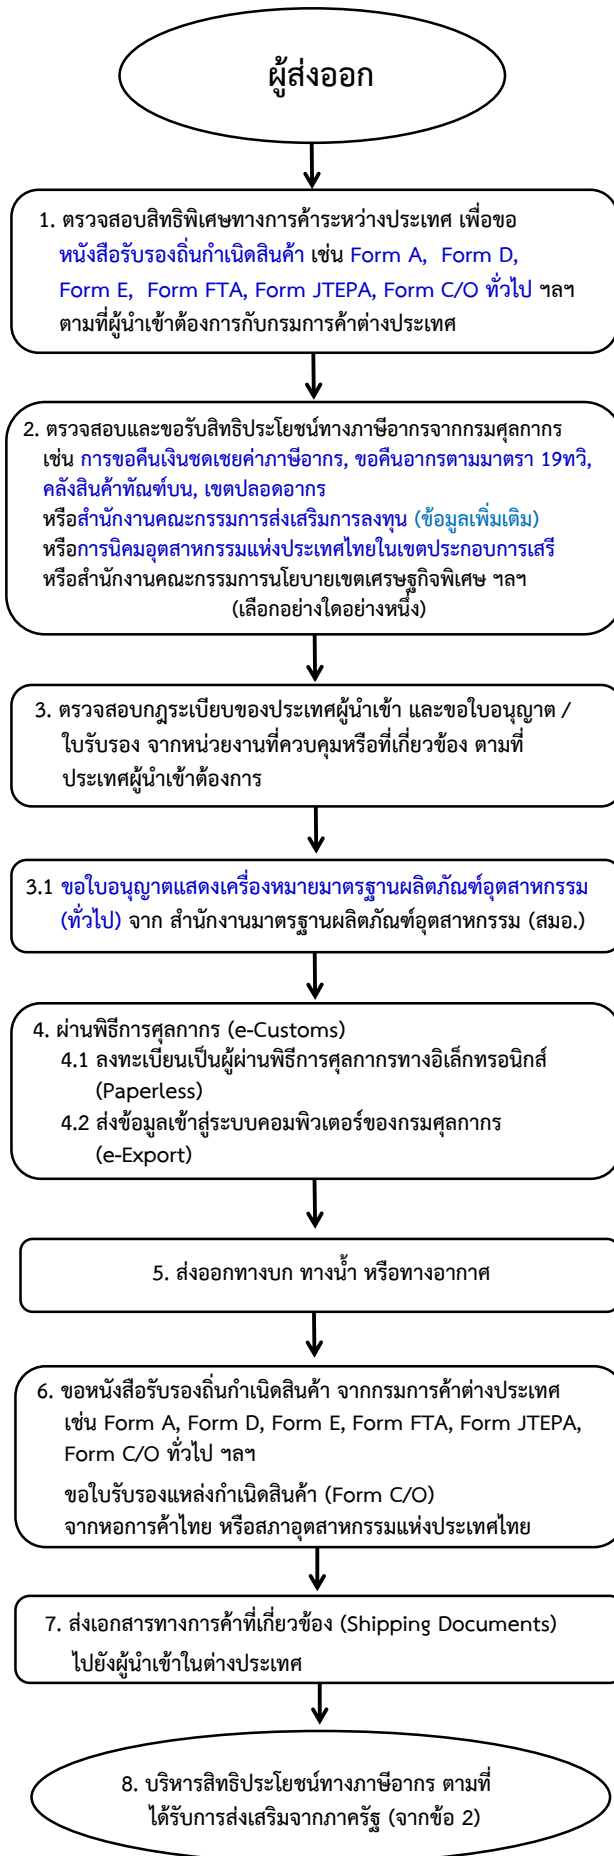 ผู้ส่งออก
1. ตรวจสอบสิทธิพิเศษทางการค้าระหว่างประเทศ เพื่อขอ
หนังสือรับรองถิ่นกำเนิดสินค้า เช่น Form A, Form D,
Form E, Form FTA, Form JTEPA, Form C/O ทั่วไป ฯลฯ
ตามที่ผู้นำเข้าต้องการกับกรมการค้าต่างประเทศ
2. ตรวจสอบและขอรับสิทธิประโยชน์ทางภาษีอากรจากกรมศุลกากร
เช่น การขอคืนเงินชดเชยค่าภาษีอากร, ขอคืนอากรตามมาตรา 19ทวิ,
คลังสินค้าทัณฑ์บน, เขตปลอดอากร
หรือสำนักงานคณะกรรมการส่งเสริมการลงทุน (ข้อมูลเพิ่มเติม)
หรือการนิคมอุตสาหกรรมแห่งประเทศไทยในเขตประกอบการเสรี
หรือสำนักงานคณะกรรมการนโยบายเขตเศรษฐกิจพิเศษ ฯลฯ
(เลือกอย่างใดอย่างหนึ่ง)
3. ตรวจสอบกฎระเบียบของประเทศผู้นำเข้า และขอใบอนุญาต /
ใบรับรอง จากหน่วยงานที่ควบคุมหรือที่เกี่ยวข้อง ตามที่
ประเทศผู้นำเข้าต้องการ
3.1 ขอใบอนุญาตแสดงเครื่องหมายมาตรฐานผลิตภัณฑ์อุตสาหกรรม
(ทั่วไป) จาก สำนักงานมาตรฐานผลิตภัณฑ์อุตสาหกรรม (สมอ.)
4. ผ่านพิธีการศุลกากร (e-Customs)
4.1 ลงทะเบียนเป็นผู้ผ่านพิธีการศุลกากรทางอิเล็กทรอนิกส์
(Paperless)
4.2 ส่งข้อมูลเข้าสู่ระบบคอมพิวเตอร์ของกรมศุลกากร
(e-Export)
5. ส่งออกทางบก ทางน้ำ หรือทางอากาศ
6. ขอหนังสือรับรองถิ่นกำเนิดสินค้า จากกรมการค้าต่างประเทศ
เช่น Form A, Form D, Form E, Form FTA, Form JTEPA,
Form C/O ทั่วไป ฯลฯ
ขอใบรับรองแหล่งกำเนิดสินค้า (Form C/O)
จากหอการค้าไทย หรือสภาอุตสาหกรรมแห่งประเทศไทย
7. ส่งเอกสารทางการค้าที่เกี่ยวข้อง (Shipping Documents)
ไปยังผู้นำเข้าในต่างประเทศ
8. บริหารสิทธิประโยชน์ทางภาษีอากร ตามที่
ได้รับการส่งเสริมจากภาครัฐ (จากข้อ 2)